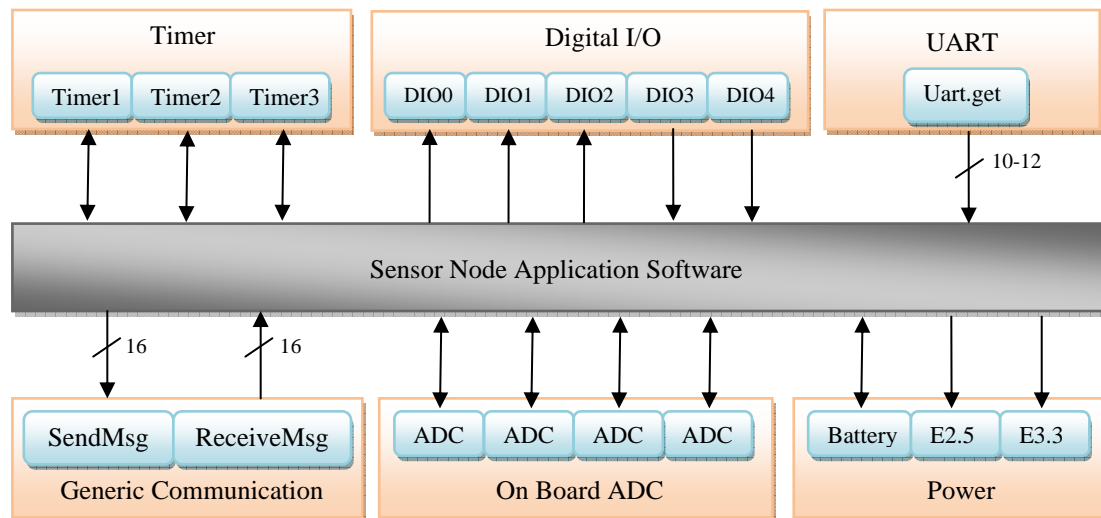 Timer
Digital I/O
UART
Timer1 Timer2 Timer3
DIO0 DIO1 DIO2 DIO3 DIO4
Uart.get
10-12
Sensor Node Application Software
16
16
SendMsg ReceiveMsg
ADC ADC ADC ADC
Battery E2.5 E3.3
Generic Communication
On Board ADC
Power